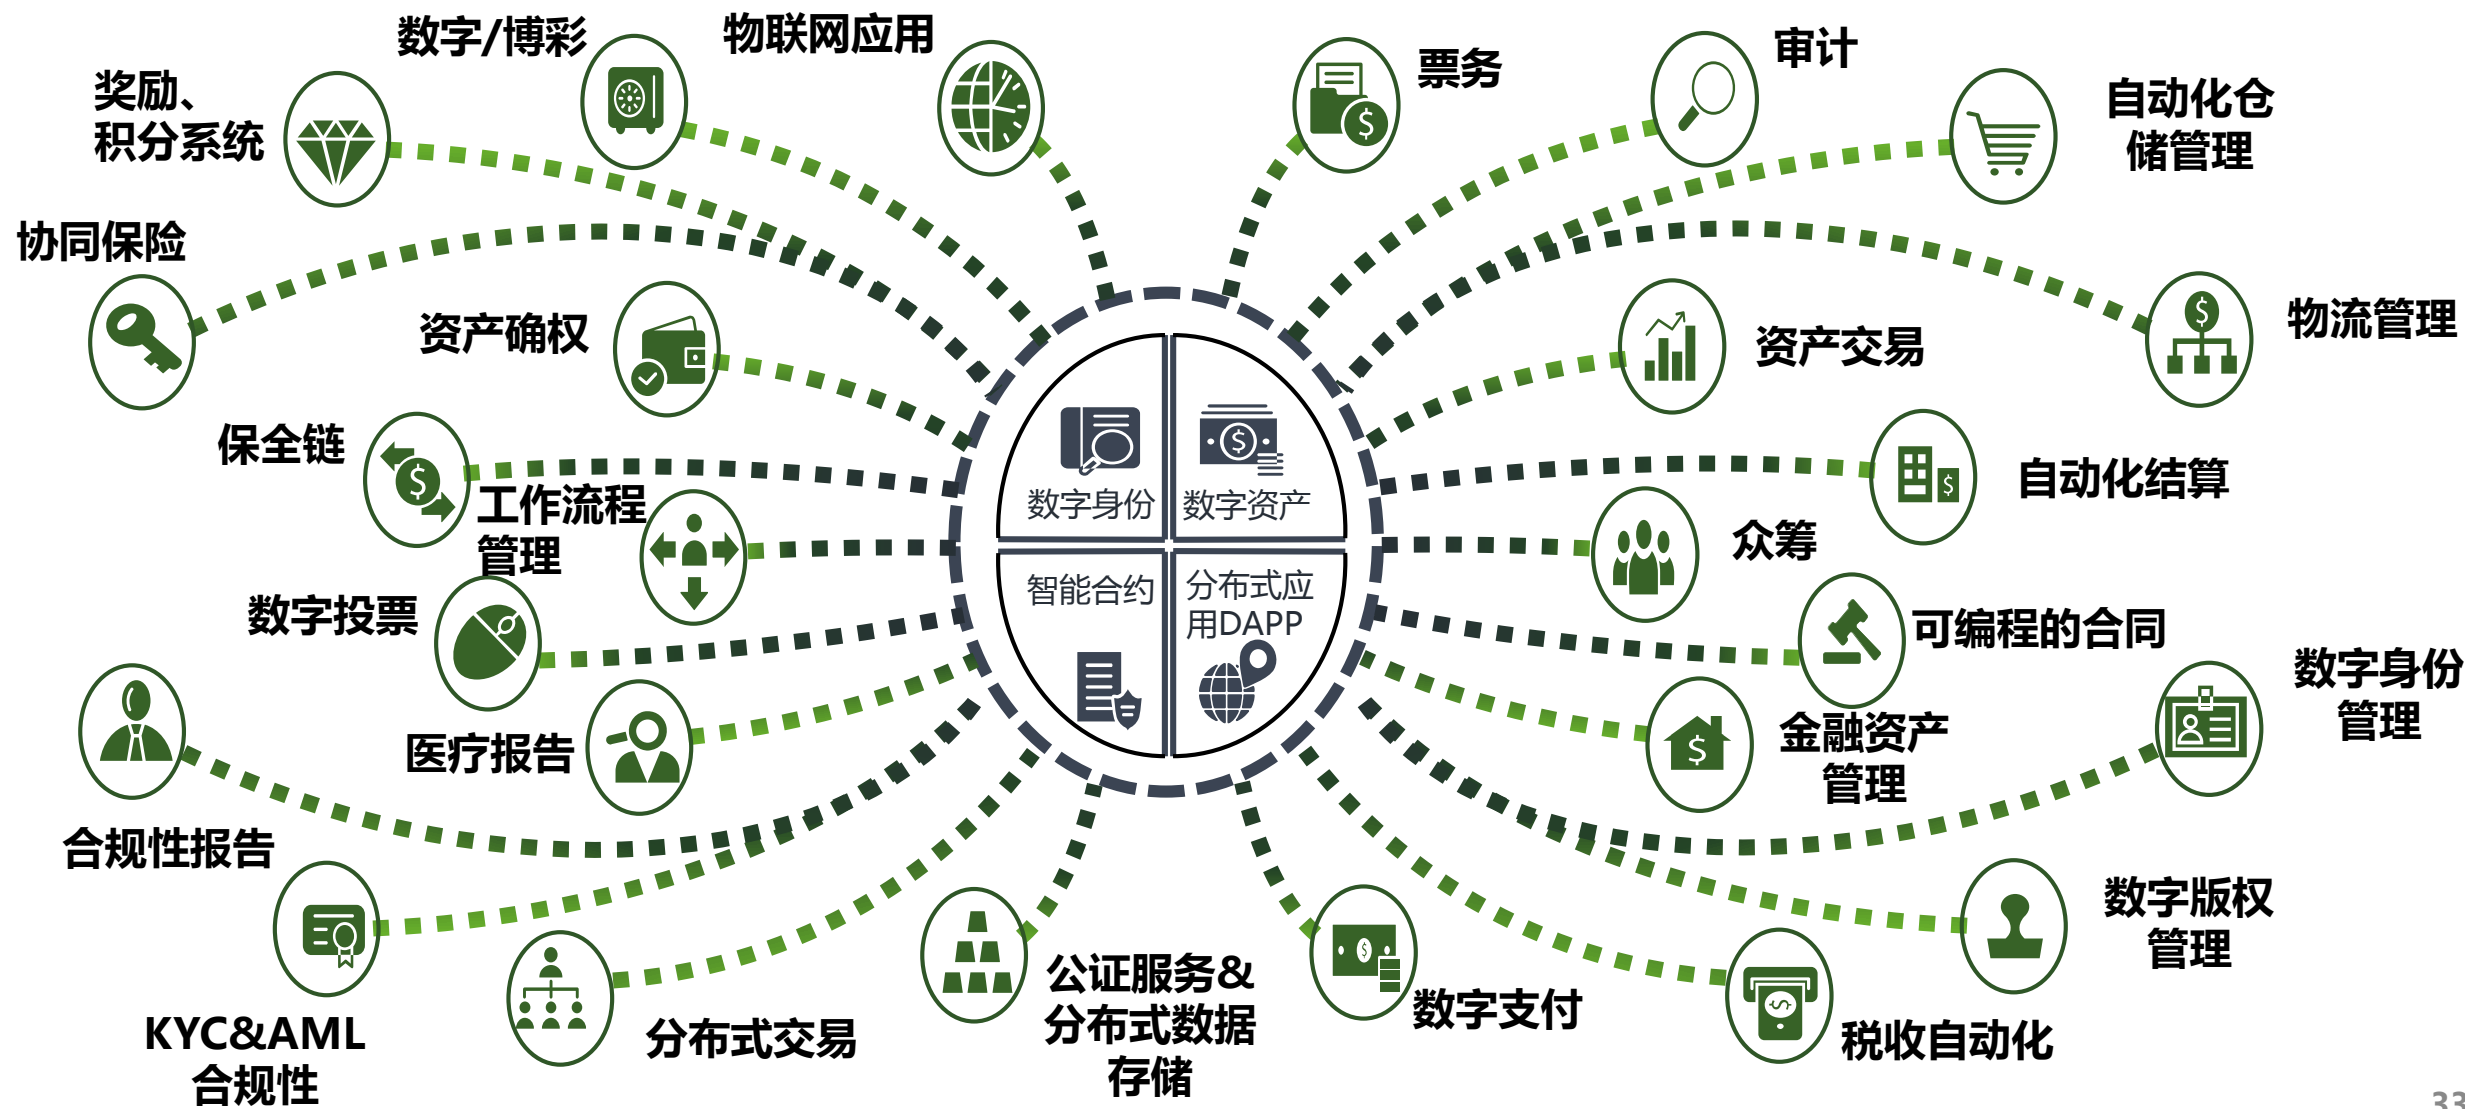 数字/博彩
物联网应用
票务
审计
奖励、
积分系统
自动化仓
储管理
协同保险
资产确权
资产交易
物流管理
保全链
工作流程
管理
数字身份
数字资产
自动化结算
众筹
数字投票
智能合约
分布式应
用DAPP
可编程的合同
数字身份
管理
医疗报告
金融资产
管理
合规性报告
数字版权
管理
KYC&AML
合规性
分布式交易
公证服务&
分布式数据
存储
数字支付
税收自动化
33